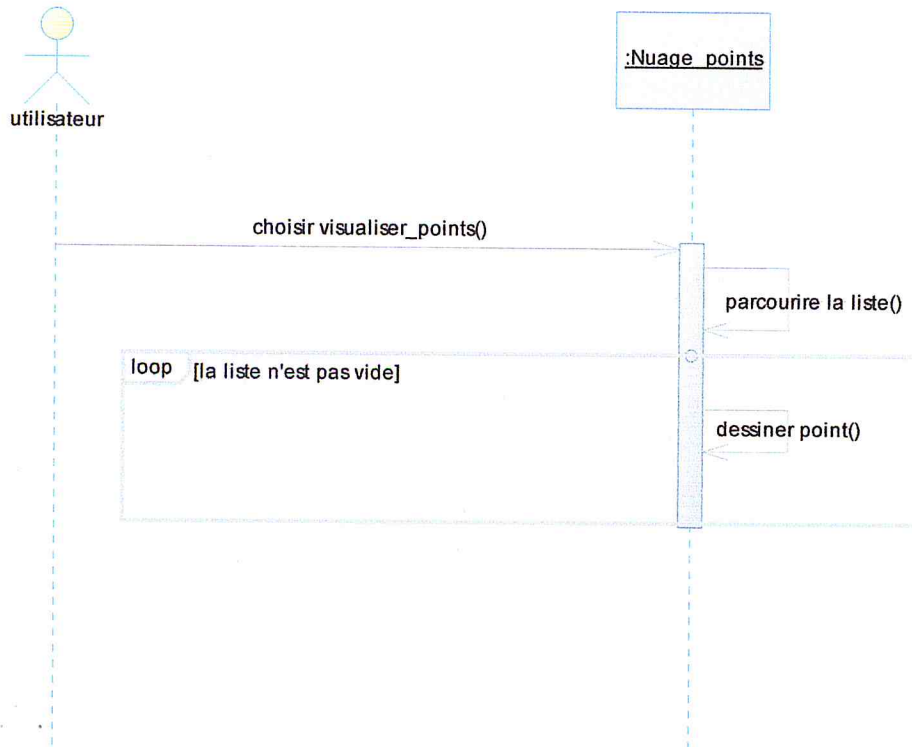 :Nuage_points
utilisateur
choisir visualiser_points()
parcourire la liste()
loop [la liste n'est pas vide]
dessiner point()